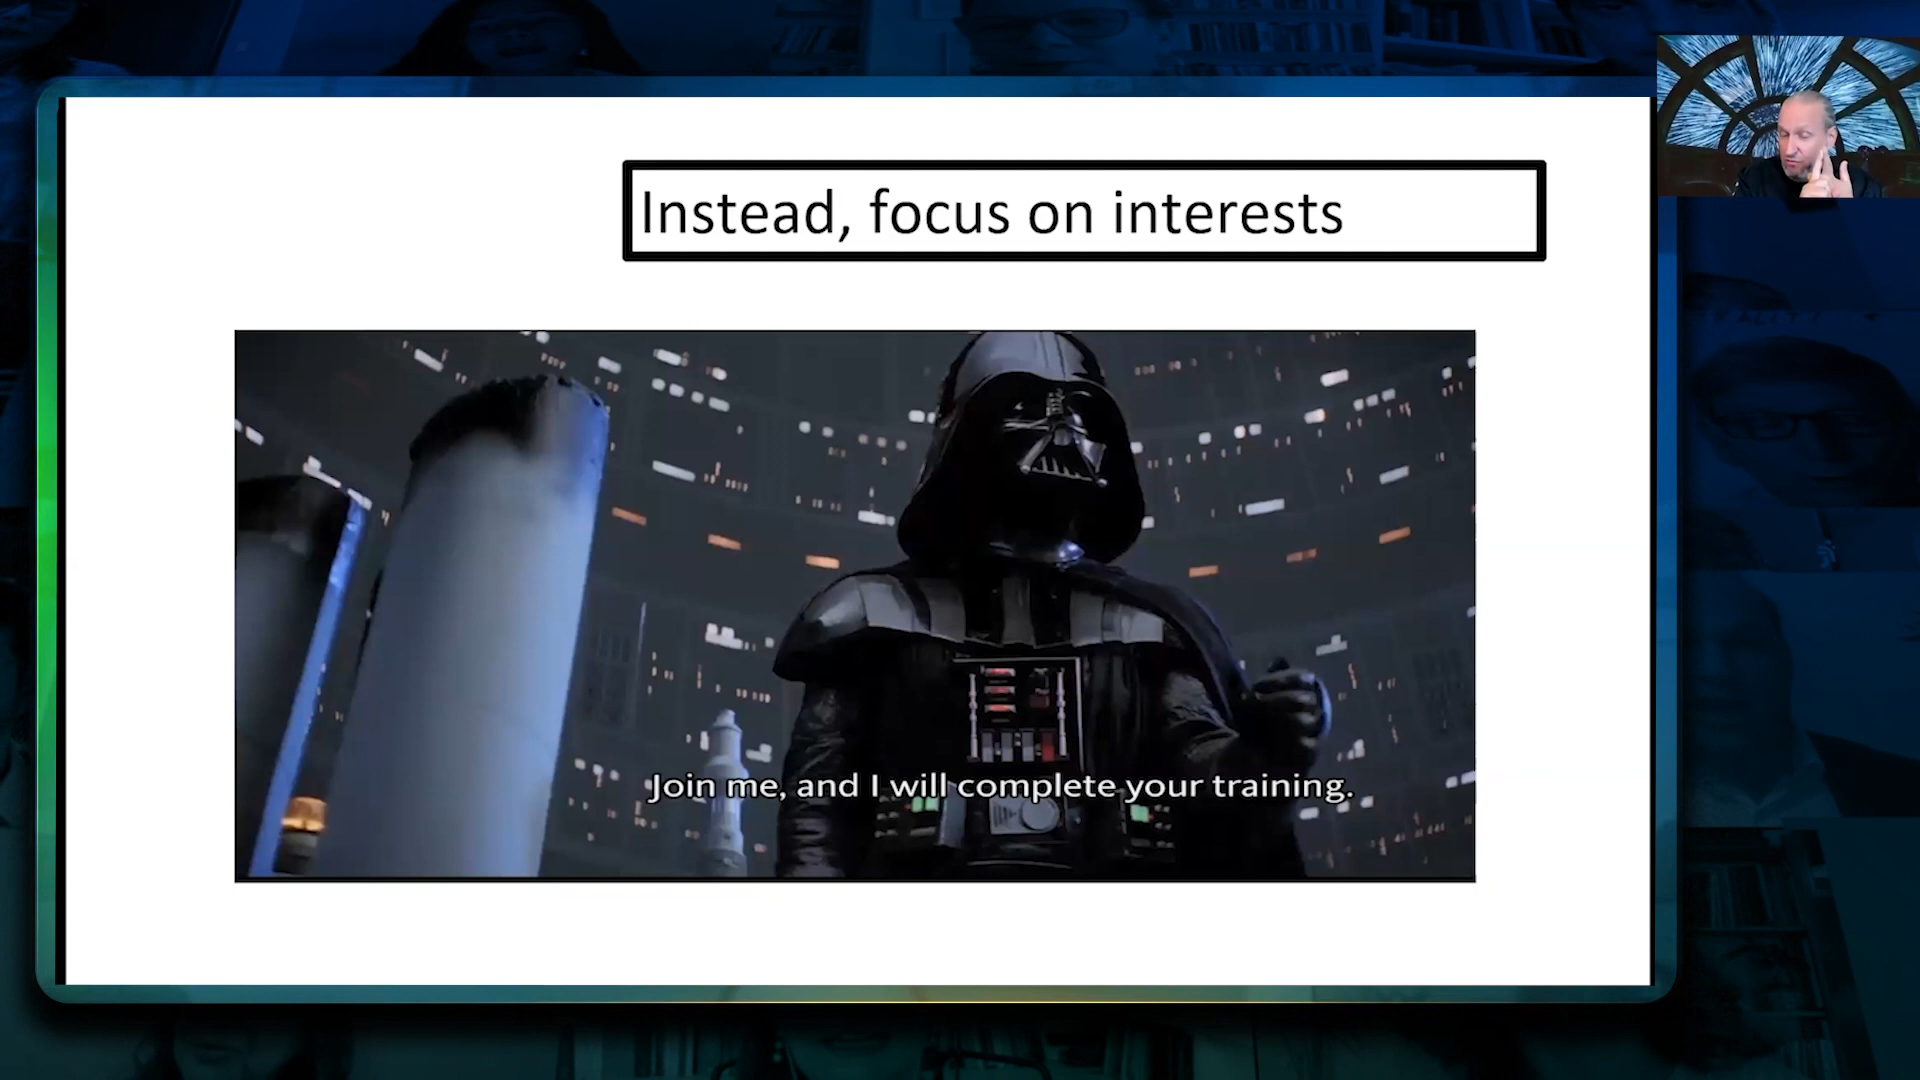 Instead, focus on interests
Join me, and I will complete your training.